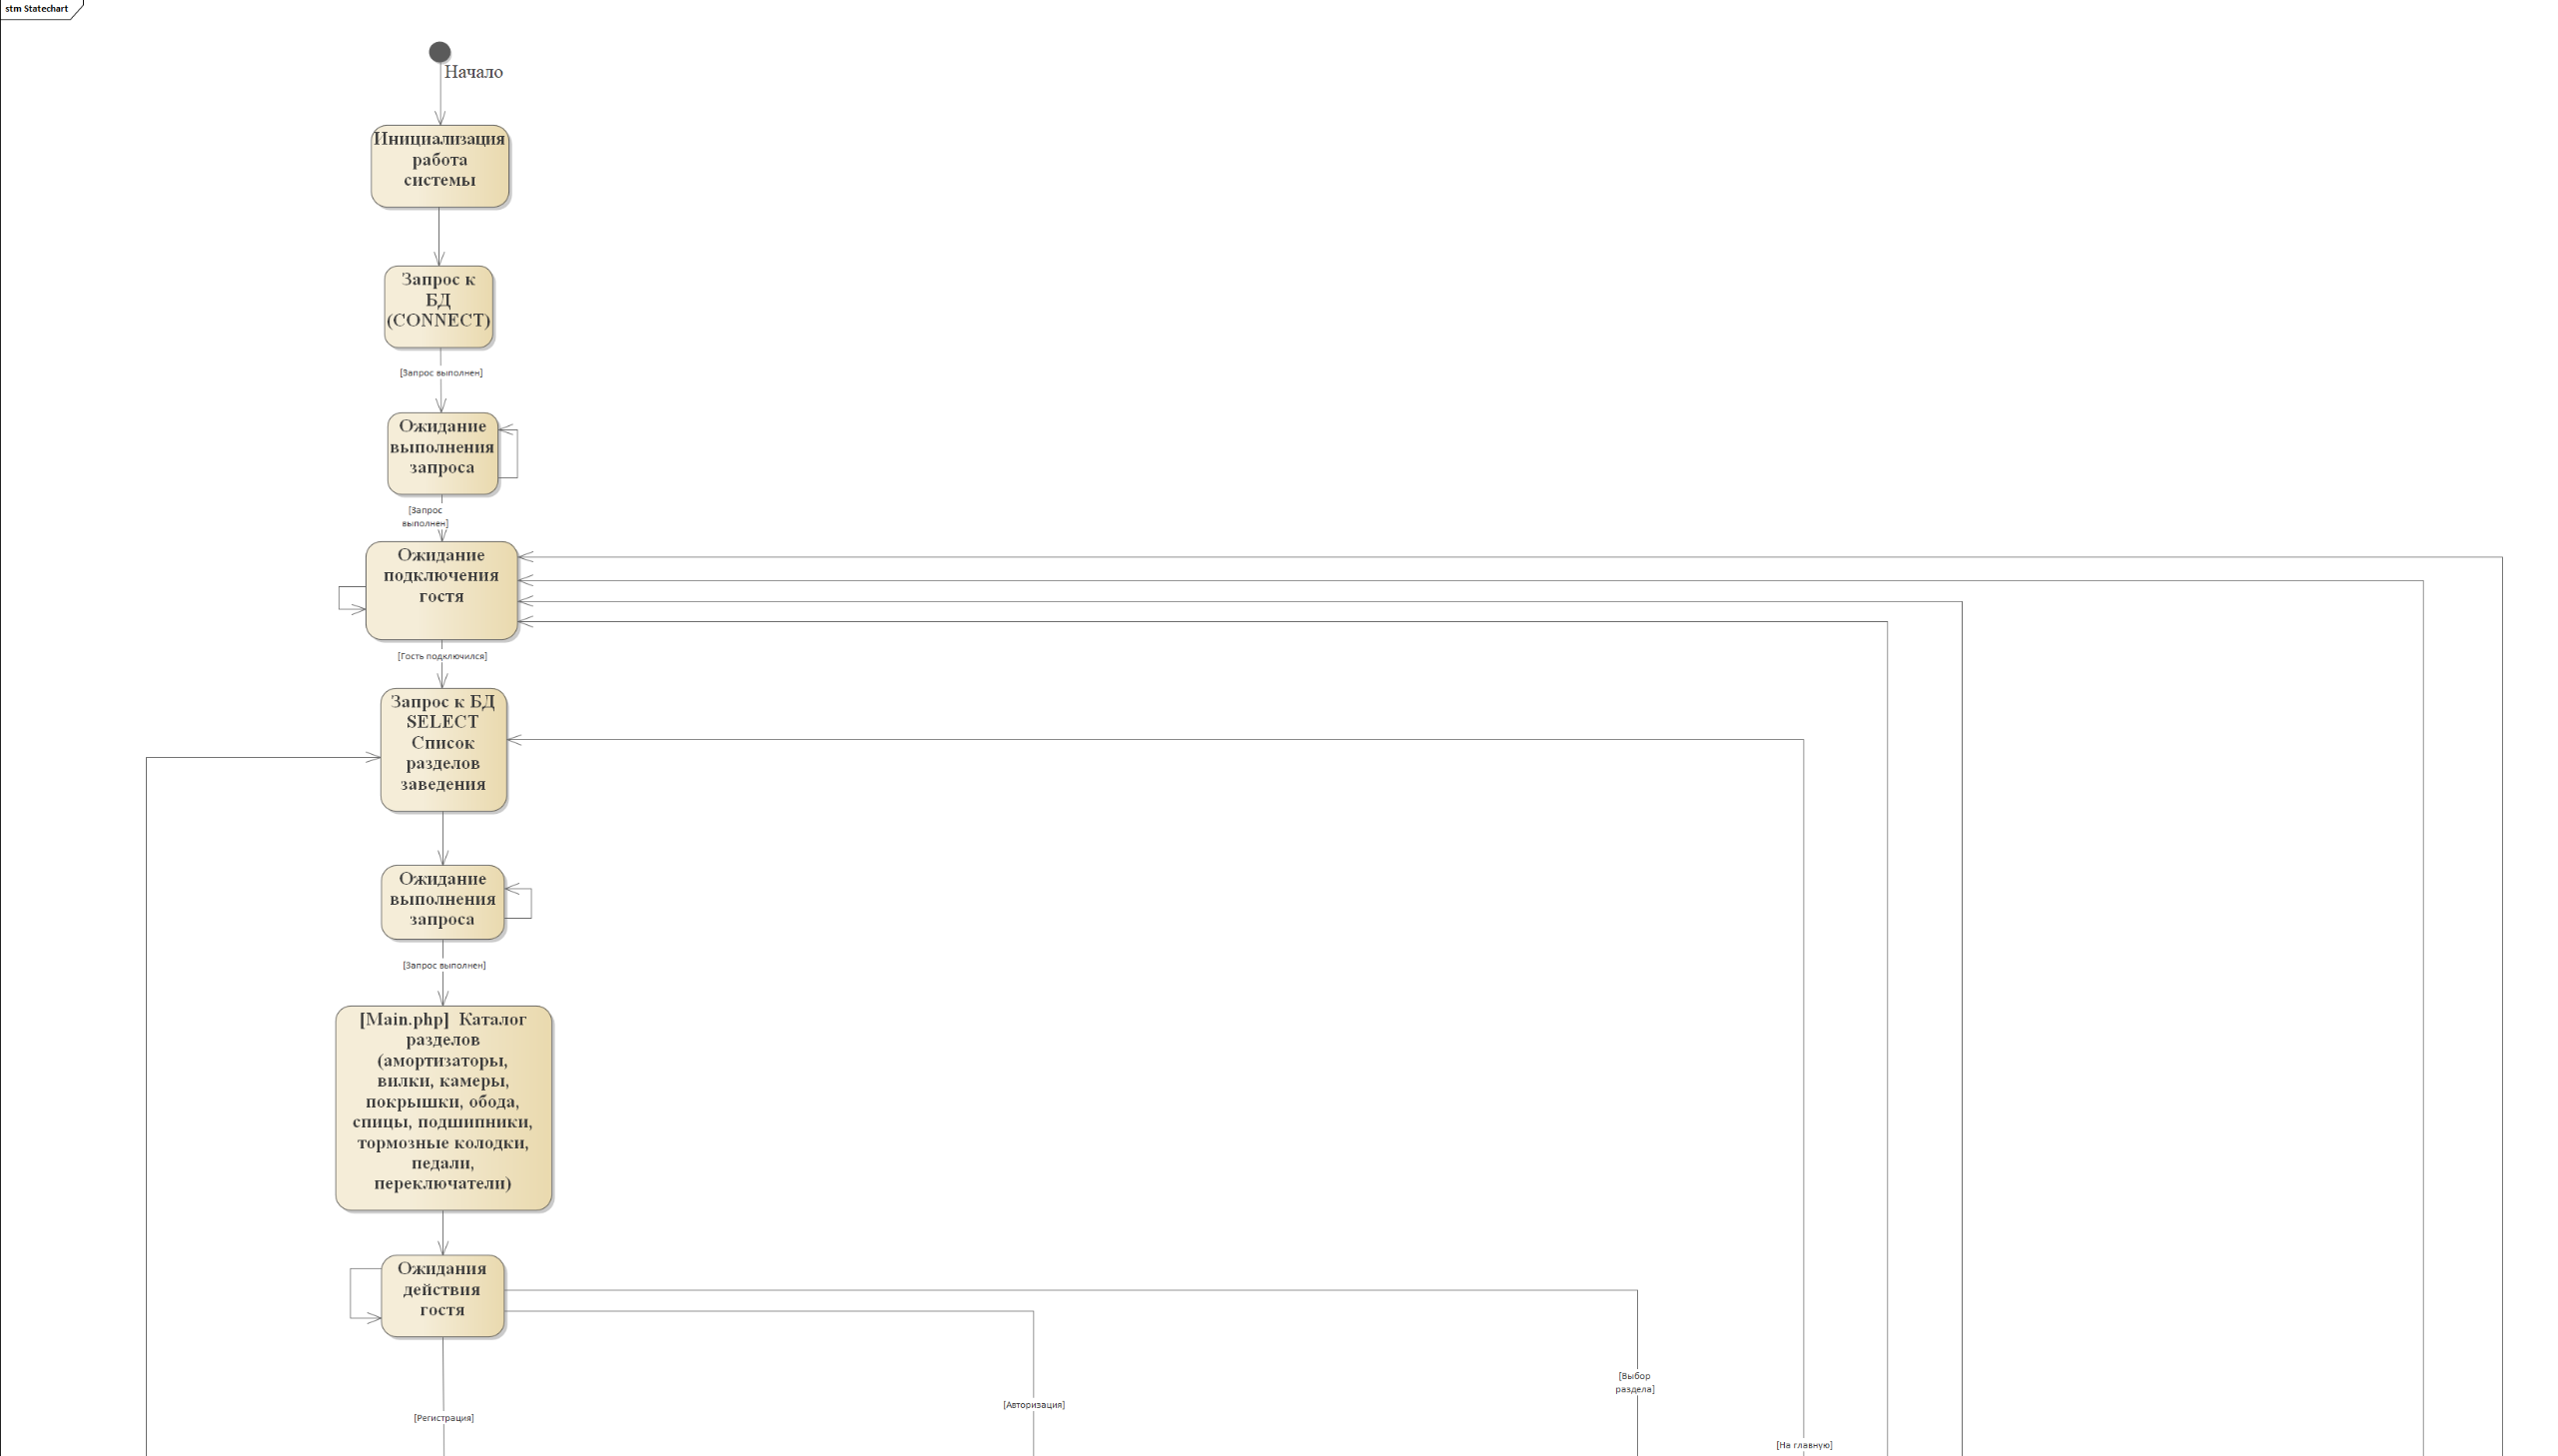 stm Statechart
Начало
Инициализация
работа
системы
Запрос к
БД
(CONNECT)
[Запрос выполнен]
Ожидание
выполнения
запроса
[Запрос
выполнен]
Ожидание
подключения
гостя
[Гость подключился]
Запрос к БД
SELECT
Список
разделов
заведения
Ожидание
выполнения
запроса
[Запрос выполнен]
[Main.php] Каталог
разделов
(амортизаторы,
вилки, камеры,
покрышки, обода,
спицы, подшипники,
тормозные колодки,
педали,
переключатели)
Ожидания
действия
гостя
[Выбор
раздела]
[Авторизация]
[Регистрация]
[На главную]